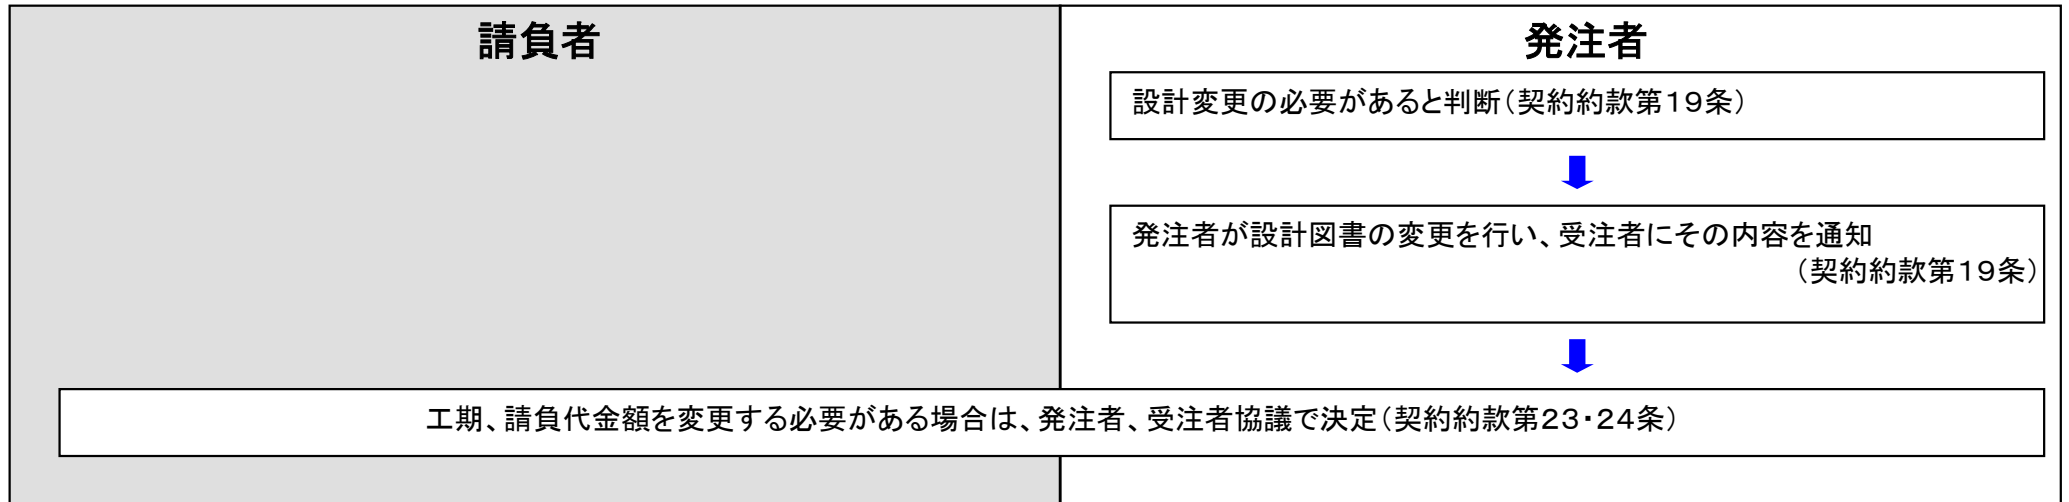 請負者
発注者
設計変更の必要があると判断(契約約款第19条)
発注者が設計図書の変更を行い、受注者にその内容を通知
(契約約款第19条)
工期、請負代金額を変更する必要がある場合は、発注者、受注者協議で決定(契約約款第23・24条)